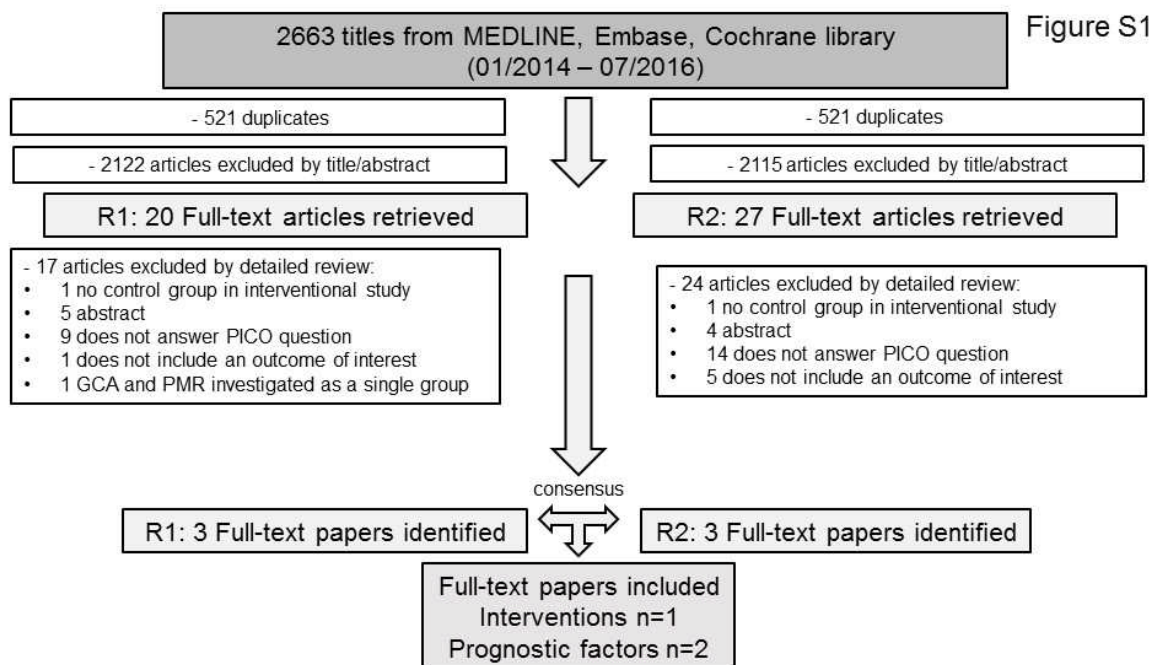 Figure S1
2663 titles from MEDLINE, Embase, Cochrane library
(01/2014 – 07/2016)
- 521 duplicates
- 521 duplicates
- 2122 articles excluded by title/abstract
- 2115 articles excluded by title/abstract
R1: 20 Full-text articles retrieved
R2: 27 Full-text articles retrieved
- 17 articles excluded by detailed review:
• 1 no control group in interventional study
• 5 abstract
• 9 does not answer PICO question
• 1 does not include an outcome of interest
• 1 GCA and PMR investigated as a single group
- 24 articles excluded by detailed review:
• 1 no control group in interventional study
• 4 abstract
• 14 does not answer PICO question
• 5 does not include an outcome of interest
consensus
R1: 3 Full-text papers identified
R2: 3 Full-text papers identified
Full-text papers included
Interventions n=1
Prognostic factors n=2